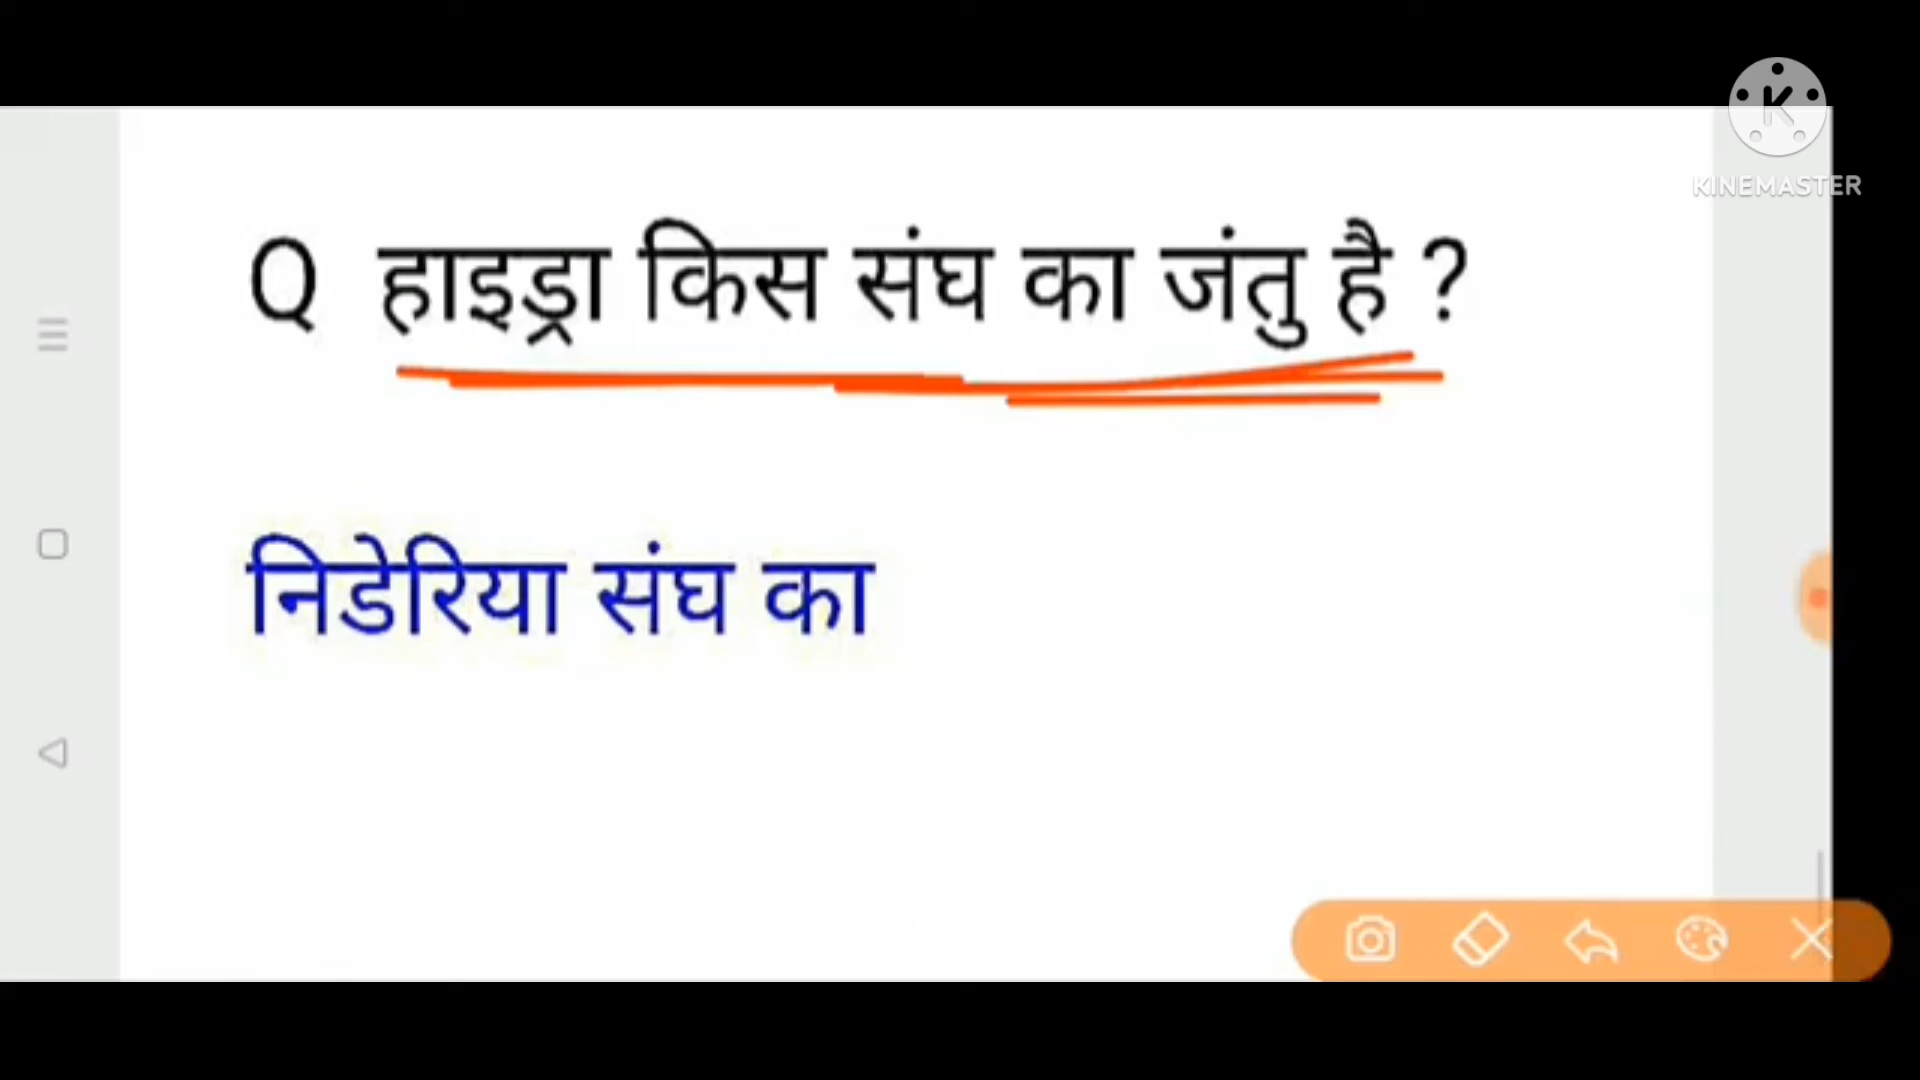 KINEMASTER
Q हाइड्रा किस संघ का जंतु है ?
निडेरिया संघ का